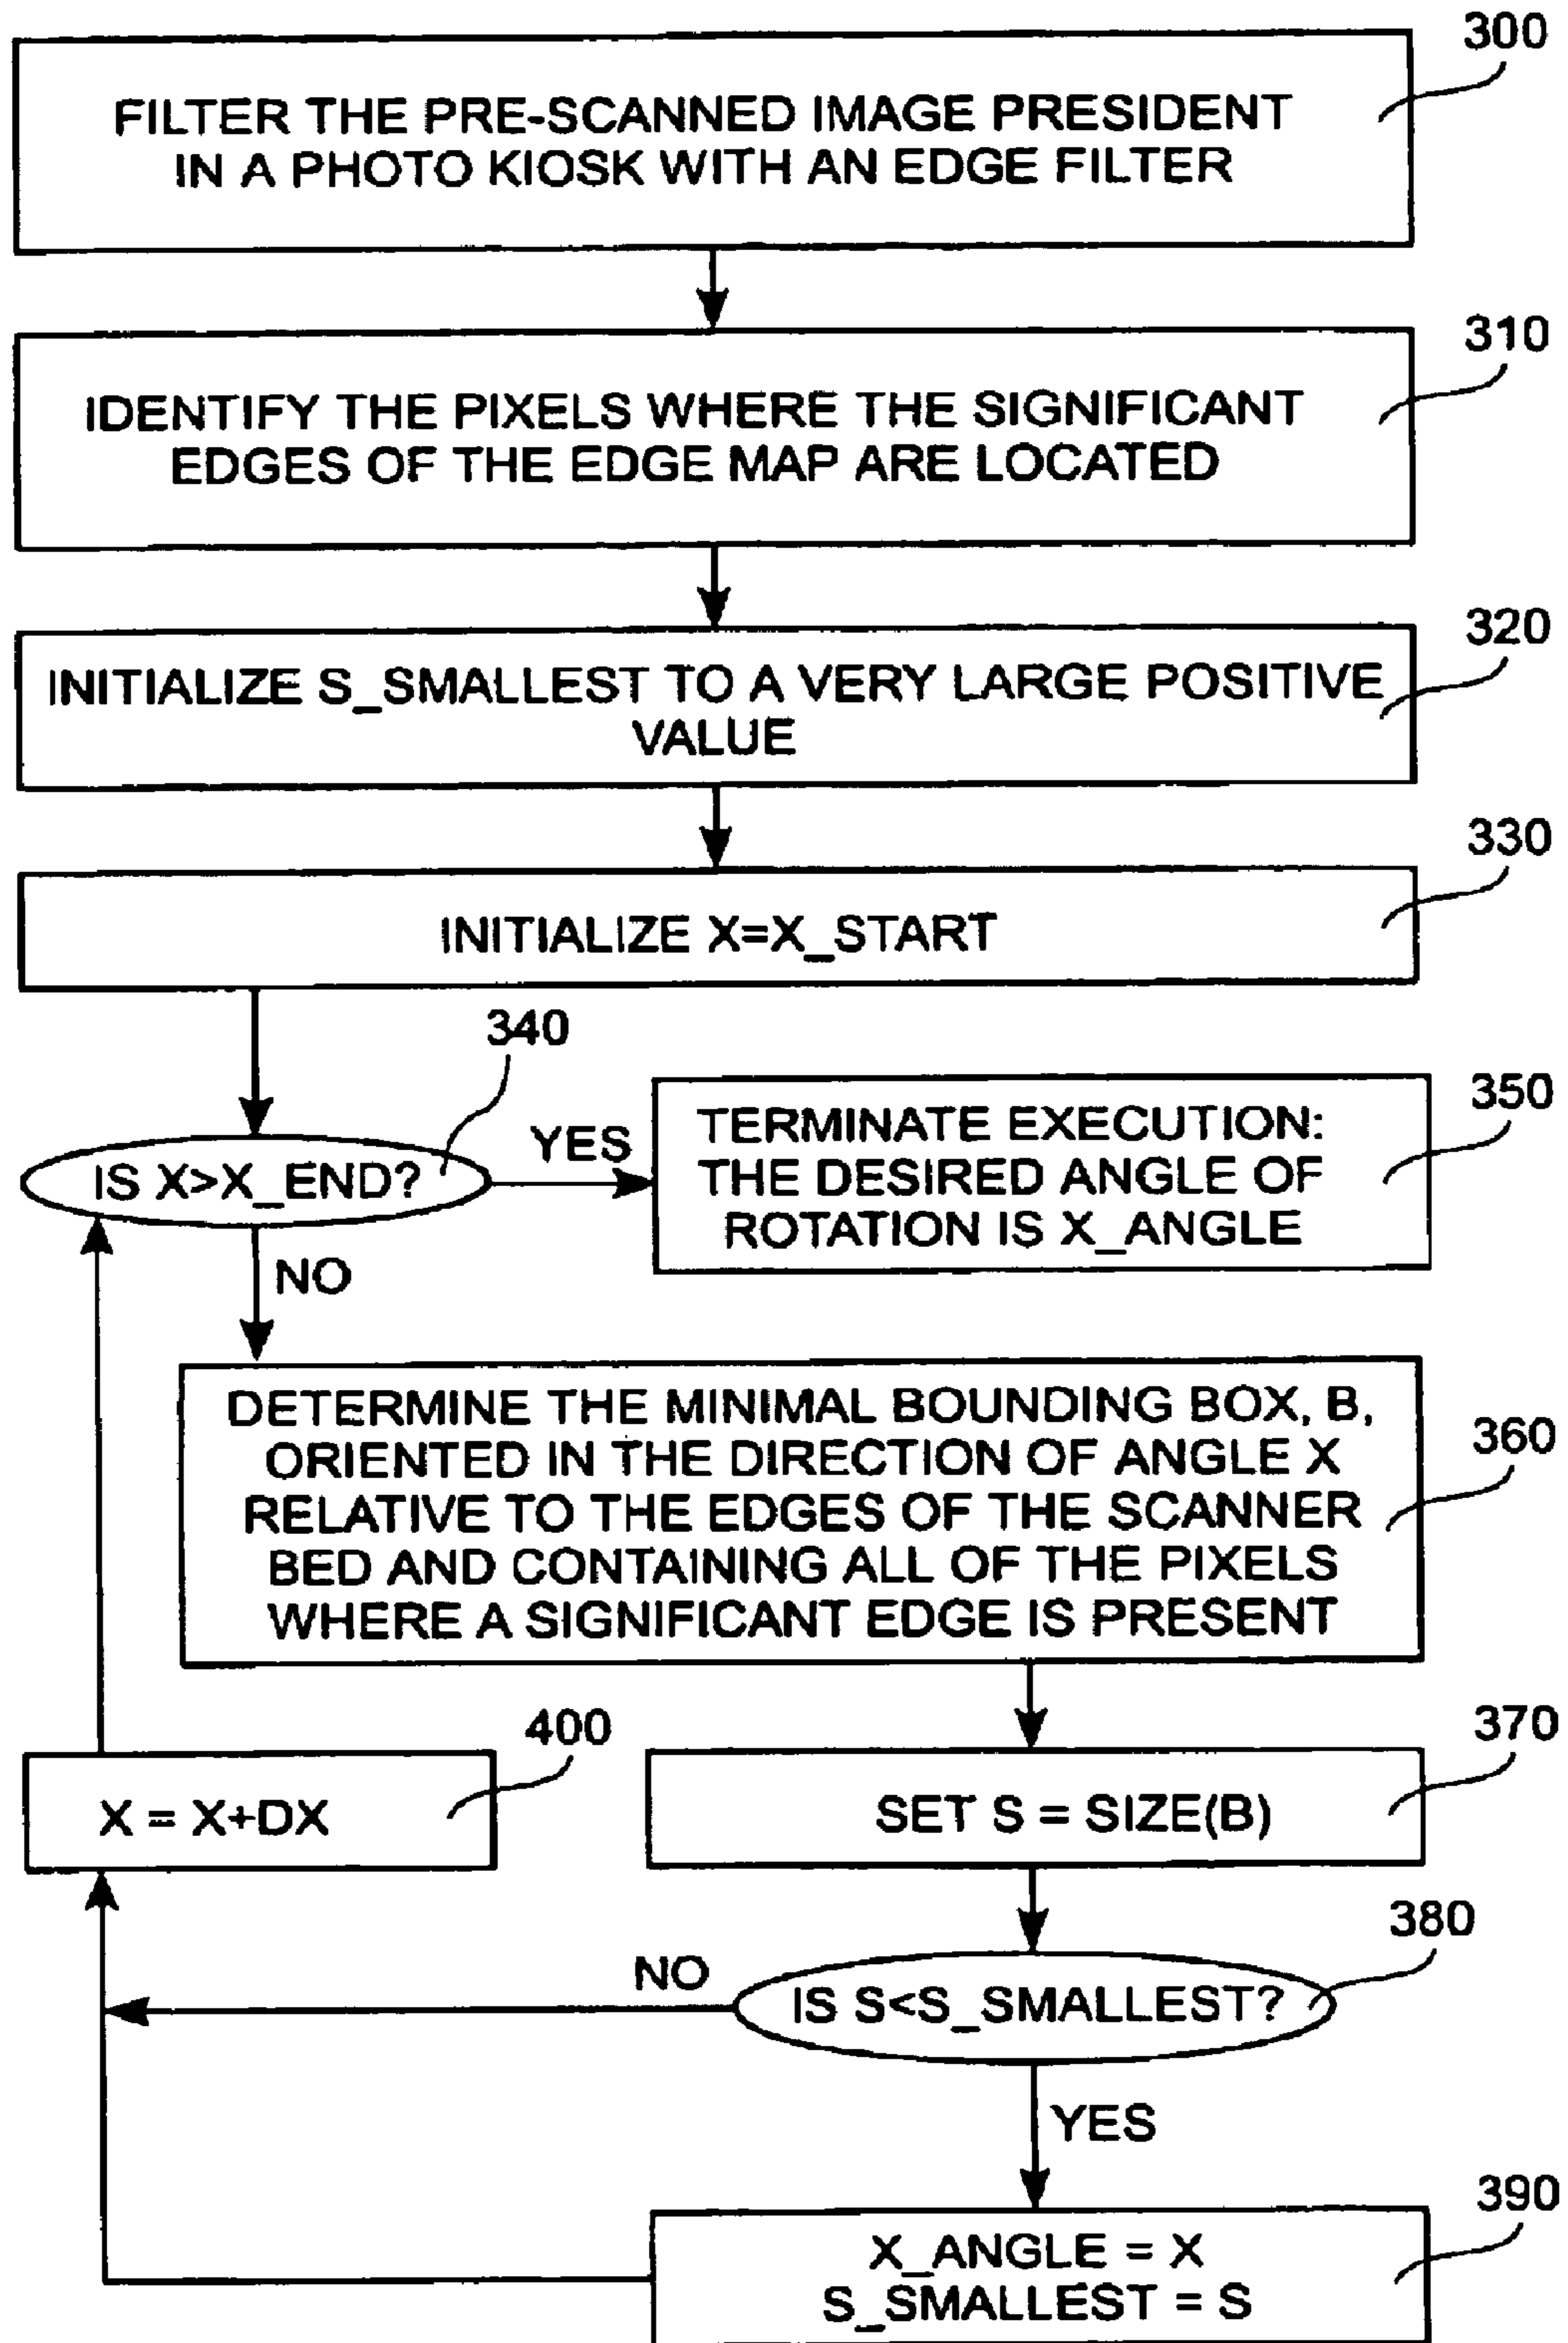 300
FILTER THE PRE-SCANNED IMAGE PRESIDENT
IN A PHOTO KIOSK WITH AN EDGE FILTER
310
IDENTIFY THE PIXELS WHERE THE SIGNIFICANT
EDGES OF THE EDGE MAP ARE LOCATED
320
INITIALIZE S_SMALLEST TO A VERY LARGE POSITIVE
VALUE
330
INITIALIZE X=X_START
340
IS X>X_END?
YES
NO
350
TERMINATE EXECUTION:
THE DESIRED ANGLE OF
ROTATION IS X_ANGLE
360
DETERMINE THE MINIMAL BOUNDING BOX, B,
ORIENTED IN THE DIRECTION OF ANGLE X
RELATIVE TO THE EDGES OF THE SCANNER
BED AND CONTAINING ALL OF THE PIXELS
WHERE A SIGNIFICANT EDGE IS PRESENT
400
X = X+DX
370
SET S = SIZE(B)
380
IS S<S_SMALLEST?
NO
YES
390
X_ANGLE = X
S_SMALLEST = S